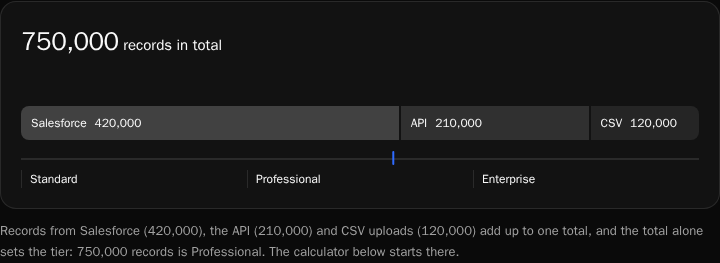 750,000 records in total
Salesforce 420,000 API 210,000 CSV 120,000
Standard Professional Enterprise
Records from Salesforce (420,000), the API (210,000) and CSV uploads (120,000) add up to one total, and the total alone
sets the tier: 750,000 records is Professional. The calculator below starts there.